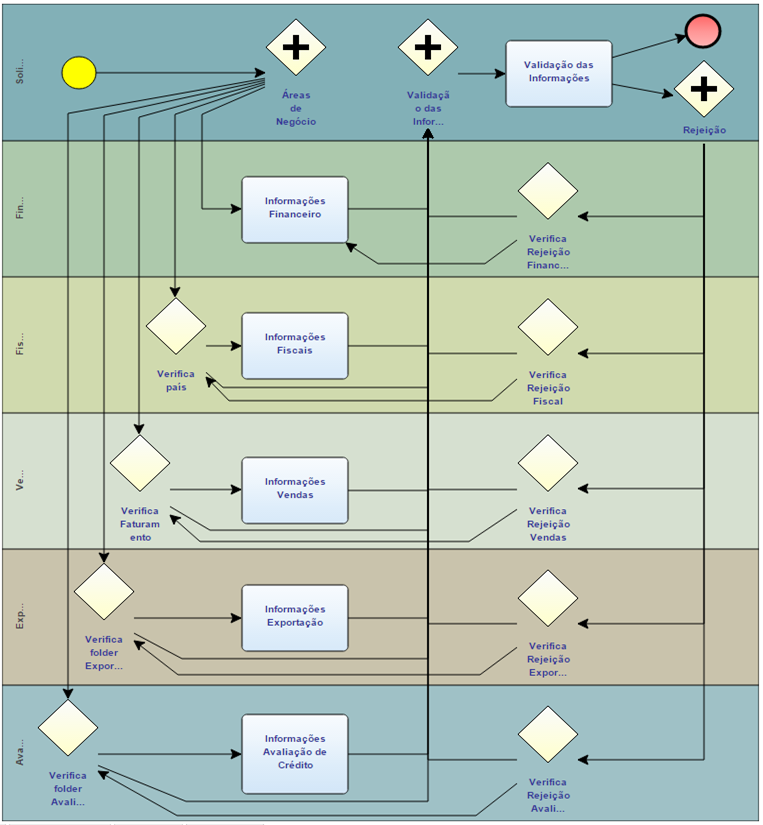 Soli...
Áreas
de
Negócio
Validaçã
o das
Infor...
Validação das
Informações
Rejeição
Fin...
Informações
Financeiro
Verifica
Rejeição
Financ...
Fis...
Verifica
país
Informações
Fiscais
Verifica
Rejeição
Fiscal
Ve...
Verifica
Faturam
ento
Informações
Vendas
Verifica
Rejeição
Vendas
Exp...
Verifica
folder
Expor...
Informações
Exportação
Verifica
Rejeição
Expor...
Ava...
Verifica
folder
Avali...
Informações
Avaliação de
Crédito
Verifica
Rejeição
Avali...